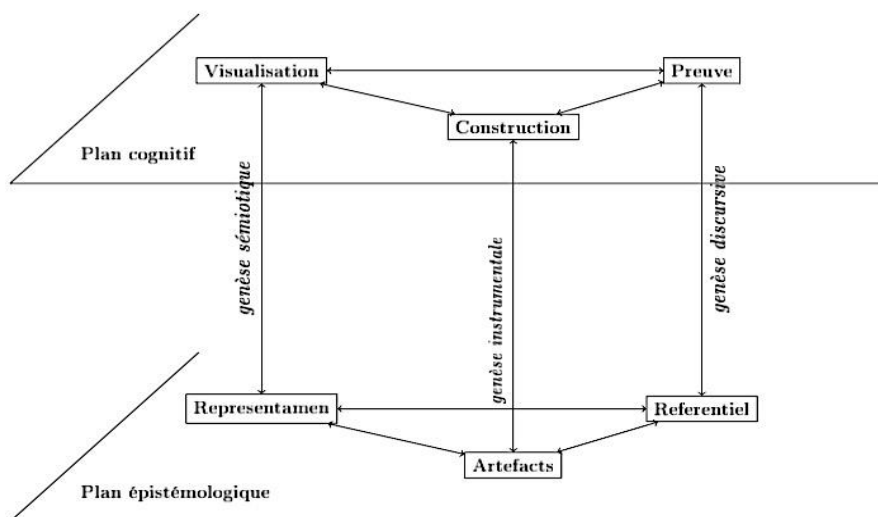 Visualisation
Preuve
Construction
Plan cognitif
genèse sémiotique
genèse instrumentale
genèse discursive
Representamen
Referentiel
Artefacts
Plan épistémologique